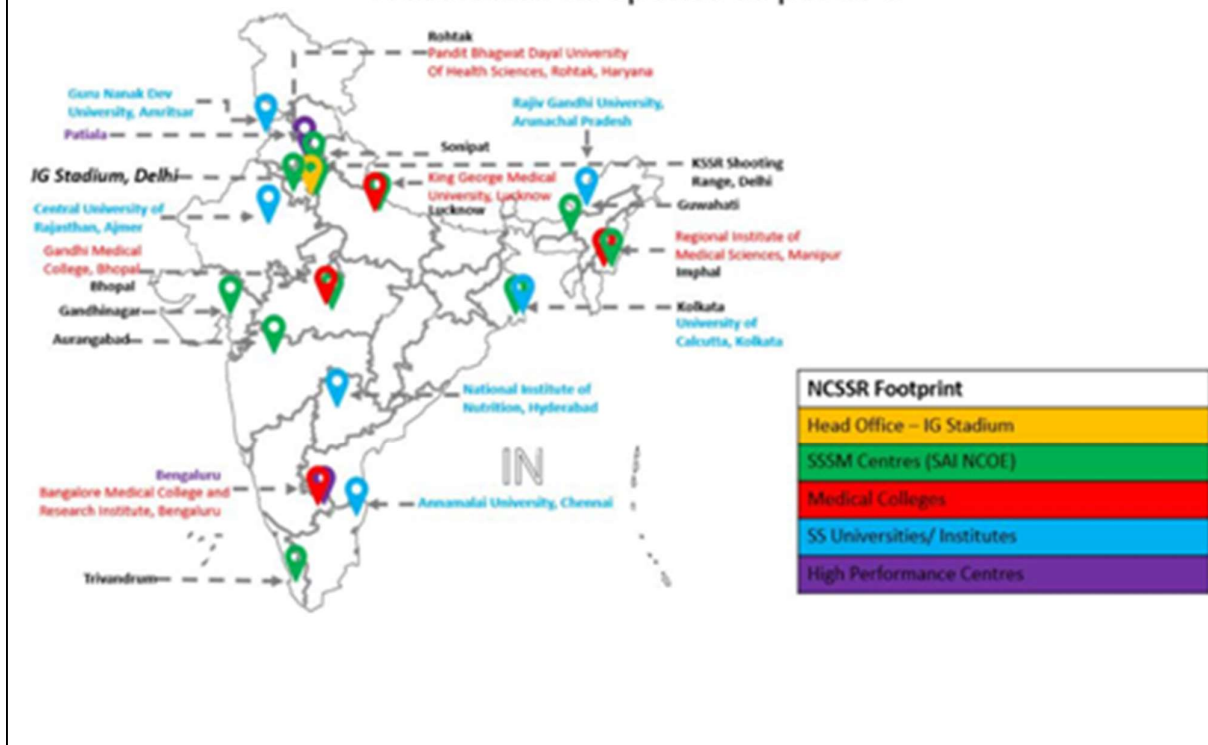 Rohtak
Pandit Bhagwat Dayal University
Of Health Sciences, Rohtak, Haryana
Guru Nanak Dev
University, Amritsar
Rajiv Gandhi University,
Arunachal Pradesh
Patiala
Sonipat
KSSR Shooting
Range, Delhi
IG Stadium, Delhi
King George Medical
University, Lucknow
Lucknow
Guwahati
Central University of
Rajasthan, Ajmer
Regional Institute of
Medical Sciences, Manipur
Imphal
Gandhi Medical
College, Bhopal
Bhopal
Gandhinagar
Kolkata
University of
Calcutta, Kolkata
Aurangabad
National Institute of
Nutrition, Hyderabad
IN
Bengaluru
Bangalore Medical College and
Research Institute, Bengaluru
Annamalai University, Chennai
Trivandrum
NCSSR Footprint
Head Office – IG Stadium
SSSM Centres (SAI NCOE)
Medical Colleges
SS Universities/ Institutes
High Performance Centres